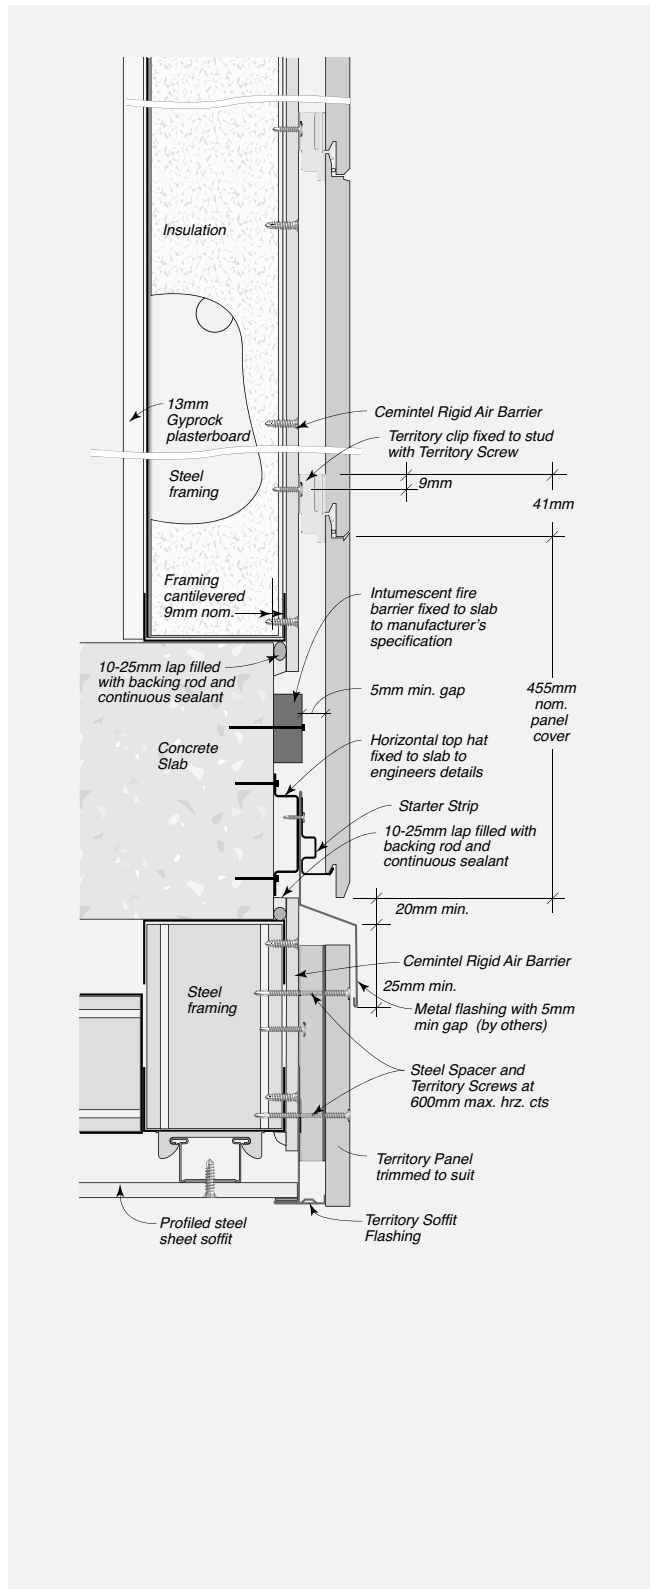 Insulation
13mm
Gyprock
plasterboard
Cemintel Rigid Air Barrier
Territory clip fixed to stud
with Territory Screw
Steel
framing
9mm
41mm
Framing
cantilevered
9mm nom.
Intumescent fire
barrier fixed to slab
to manufacturer's
specification
10-25mm lap filled
with backing rod and
continuous sealant
5mm min. gap
455mm
nom.
panel
cover
Concrete
Slab
Horizontal top hat
fixed to slab to
engineers details
Starter Strip
10-25mm lap filled with
backing rod and
continuous sealant
20mm min.
Cemintel Rigid Air Barrier
25mm min.
Steel
framing
Metal flashing with 5mm
min gap (by others)
Steel Spacer and
Territory Screws at
600mm max. hrz. cts
Territory Panel
trimmed to suit
Profiled steel
sheet soffit
Territory Soffit
Flashing